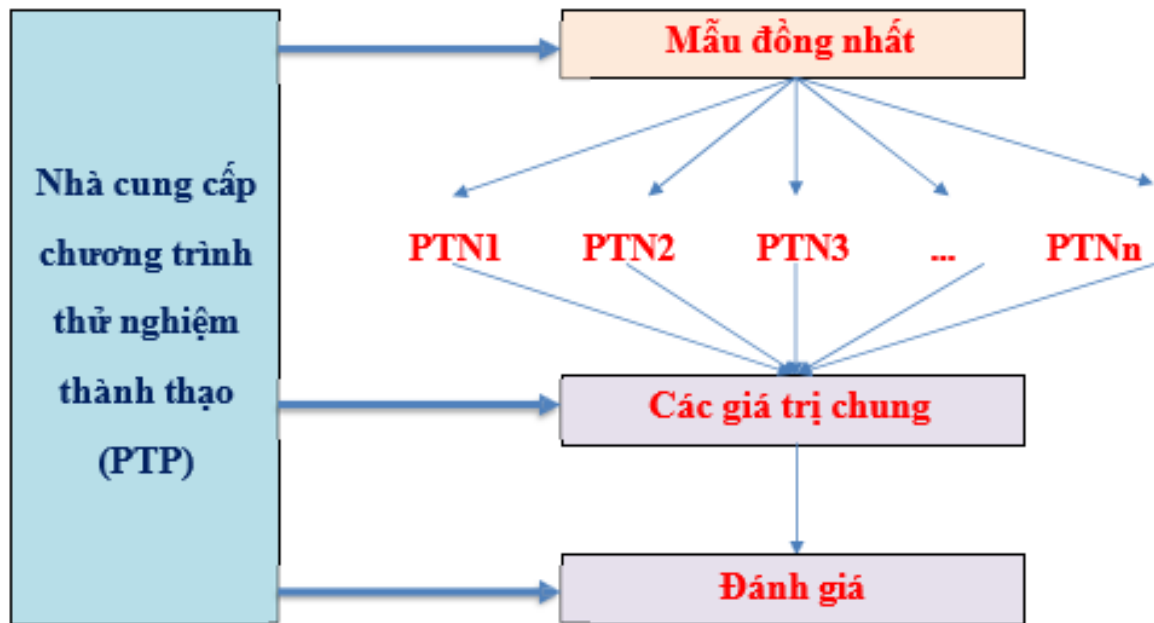 Nhà cung cấp
chương trình
thử nghiệm
thành thạo
(PTP)
Mẫu đồng nhất
PTN1
PTN2
PTN3
...
PTNn
Các giá trị chung
Đánh giá